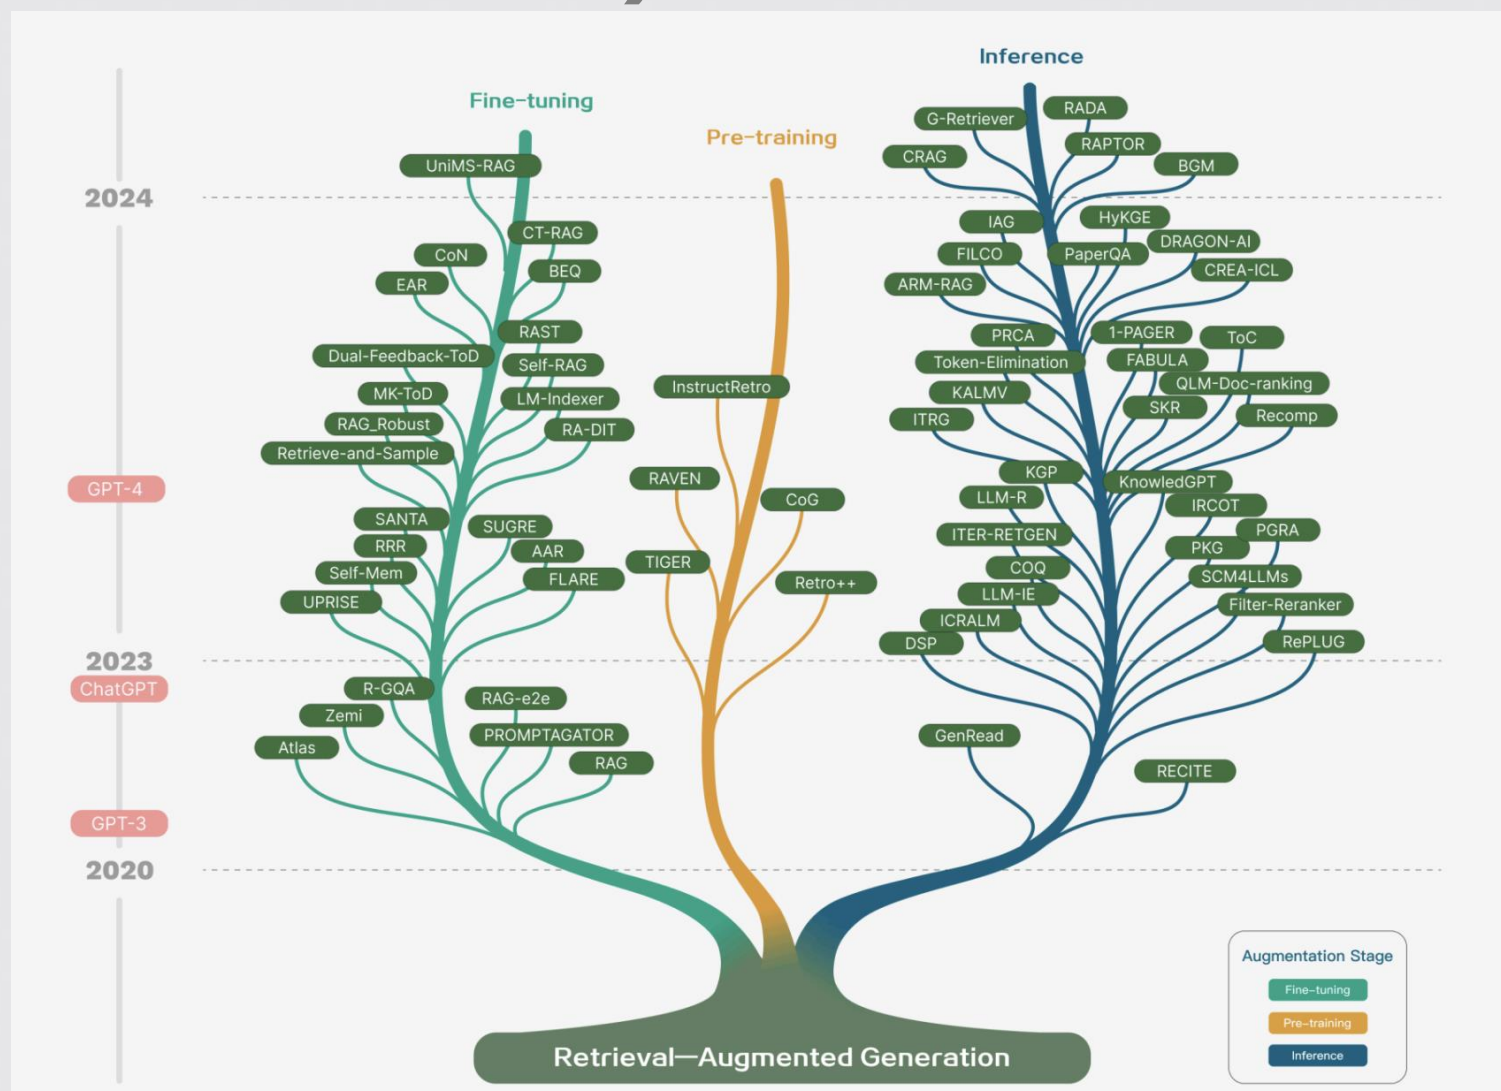 Inference
Fine-tuning
Pre-training
RADA
G-Retriever
RAPTOR
CRAG
BGM
UniMS-RAG
2024
HyKGE
IAG
CT-RAG
DRAGON-AI
CoN
FILCO
PaperQA
BEQ
CREA-ICL
EAR
ARM-RAG
RAST
1-PAGER
PRCA
ToC
Dual-Feedback-ToD
FABULA
Token-Elimination
Self-RAG
QLM-Doc-ranking
InstructRetro
MK-ToD
KALMV
LM-Indexer
SKR
Recomp
ITRG
RAG_Robust
RA-DIT
Retrieve-and-Sample
KGP
RAVEN
KnowledGPT
GPT-4
LLM-R
CoG
IRCOT
SANTA
SUGRE
PGRA
ITER-RETGEN
RRR
PKG
AAR
TIGER
COQ
Self-Mem
SCM4LLMs
FLARE
Retro++
LLM-IE
UPRISE
Filter-Reranker
ICRALM
DSP
RePLUG
2023
ChatGPT
R-GQA
RAG-e2e
Zemi
PROMPTAGATOR
GenRead
Atlas
RAG
RECITE
GPT-3
2020
Augmentation Stage
Fine-tuning
Pre-training
Inference
Retrieval—Augmented Generation